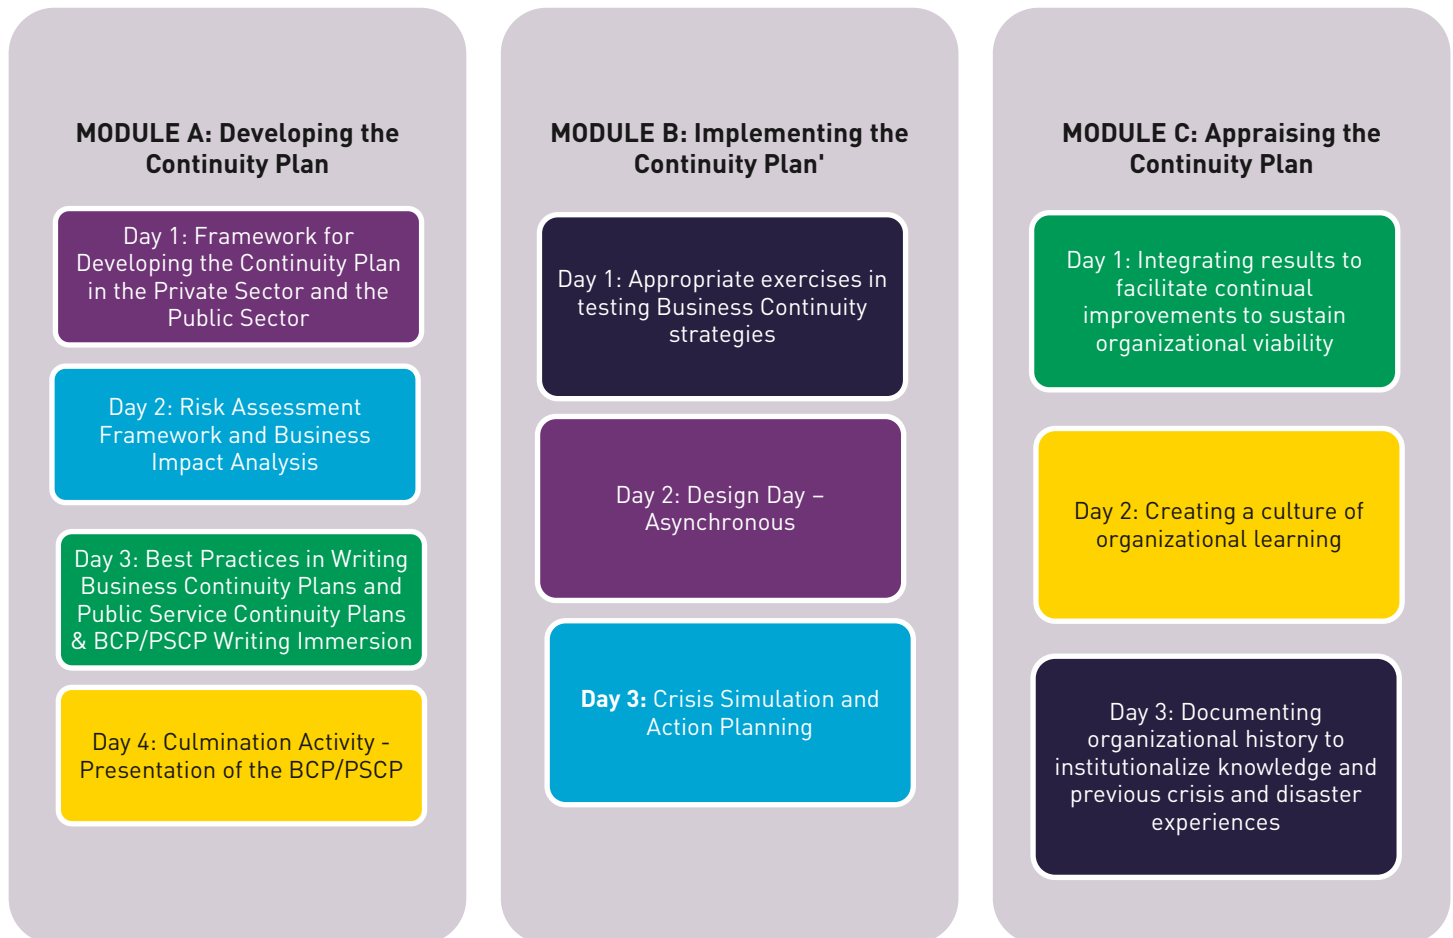 MODULE A: Developing the
Continuity Plan
Day 1: Framework for
Developing the Continuity Plan
in the Private Sector and the
Public Sector
Day 2: Risk Assessment
Framework and Business
Impact Analysis
Day 3: Best Practices in Writing
Business Continuity Plans and
Public Service Continuity Plans
& BCP/PSCP Writing Immersion
Day 4: Culmination Activity -
Presentation of the BCP/PSCP
MODULE B: Implementing the
Continuity Plan'
Day 1: Appropriate exercises in
testing Business Continuity
strategies
Day 2: Design Day –
Asynchronous
Day 3: Crisis Simulation and
Action Planning
MODULE C: Appraising the
Continuity Plan
Day 1: Integrating results to
facilitate continual
improvements to sustain
organizational viability
Day 2: Creating a culture of
organizational learning
Day 3: Documenting
organizational history to
institutionalize knowledge and
previous crisis and disaster
experiences